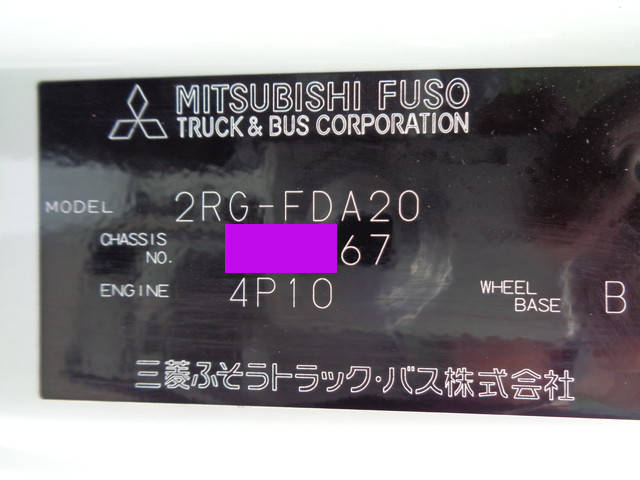 MITSUBISHI FUSO
TRUCK & BUS CORPORATION
MODEL 2RG-FDA20
CHASSIS NO. 67
ENGINE 4P10 WHEEL BASE B
三菱ふそうトラック・バス株式会社